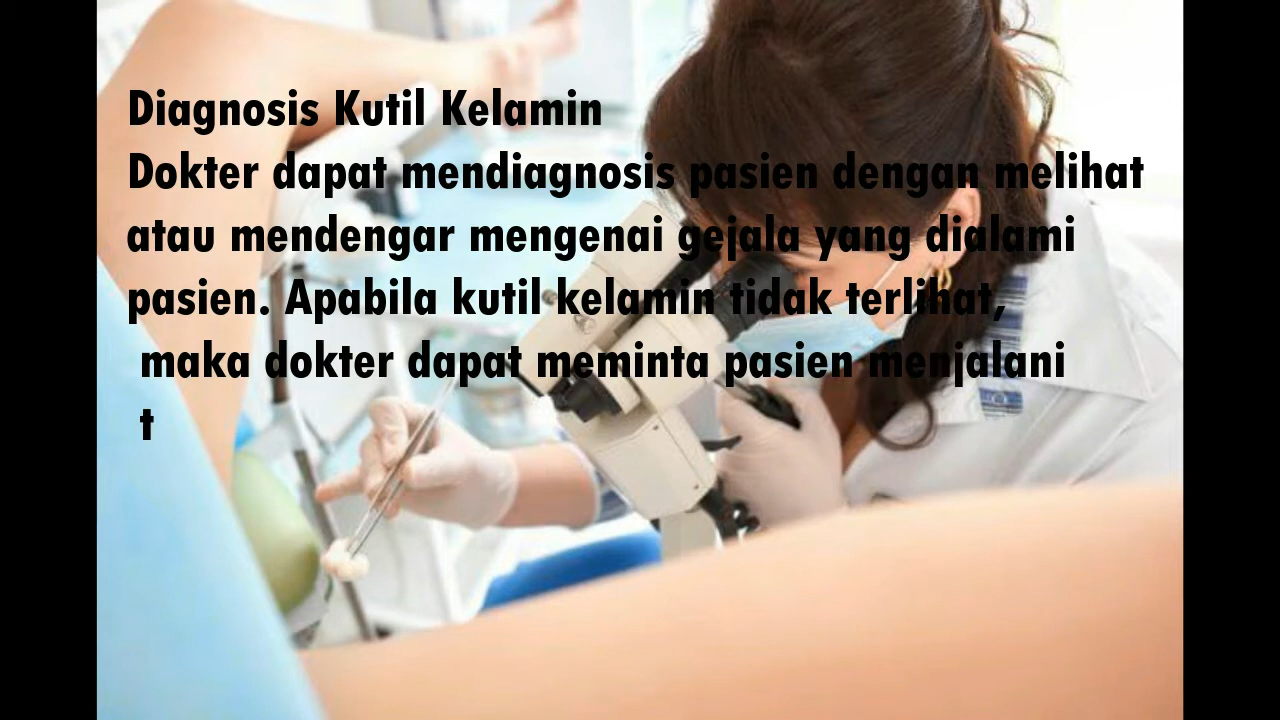 Diagnosis Kutil Kelamin
Dokter dapat mendiagnosis pasien dengan melihat
atau mendengar mengenai gejala yang dialami
pasien. Apabila kutil kelamin tidak terlihat,
maka dokter dapat meminta pasien menjalani
t